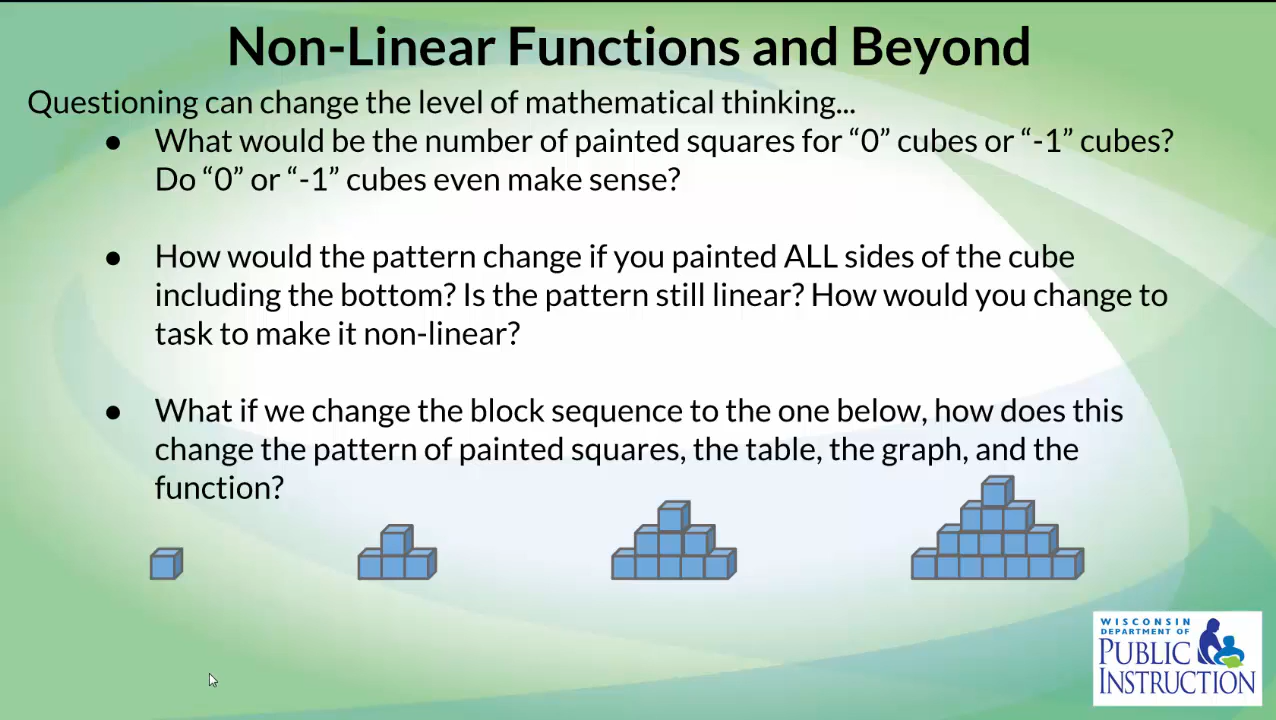 Non-Linear Functions and Beyond
Questioning can change the level of mathematical thinking...
● What would be the number of painted squares for “0” cubes or “-1” cubes?
Do “0” or “-1” cubes even make sense?
● How would the pattern change if you painted ALL sides of the cube
including the bottom? Is the pattern still linear? How would you change to
task to make it non-linear?
● What if we change the block sequence to the one below, how does this
change the pattern of painted squares, the table, the graph, and the
function?
WISCONSIN
DEPARTMENT OF
PUBLIC
INSTRUCTION